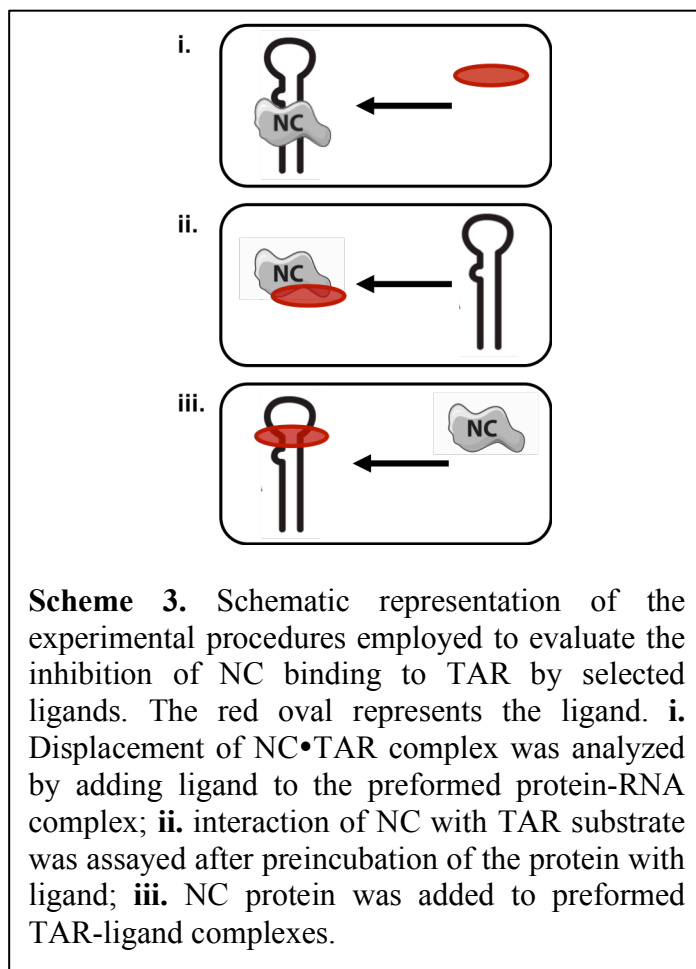 i.
NC
ii.
NC
iii.
NC
Scheme 3. Schematic representation of the
experimental procedures employed to evaluate the
inhibition of NC binding to TAR by selected
ligands. The red oval represents the ligand. i.
Displacement of NC•TAR complex was analyzed
by adding ligand to the preformed protein-RNA
complex; ii. interaction of NC with TAR substrate
was assayed after preincubation of the protein with
ligand; iii. NC protein was added to preformed
TAR-ligand complexes.